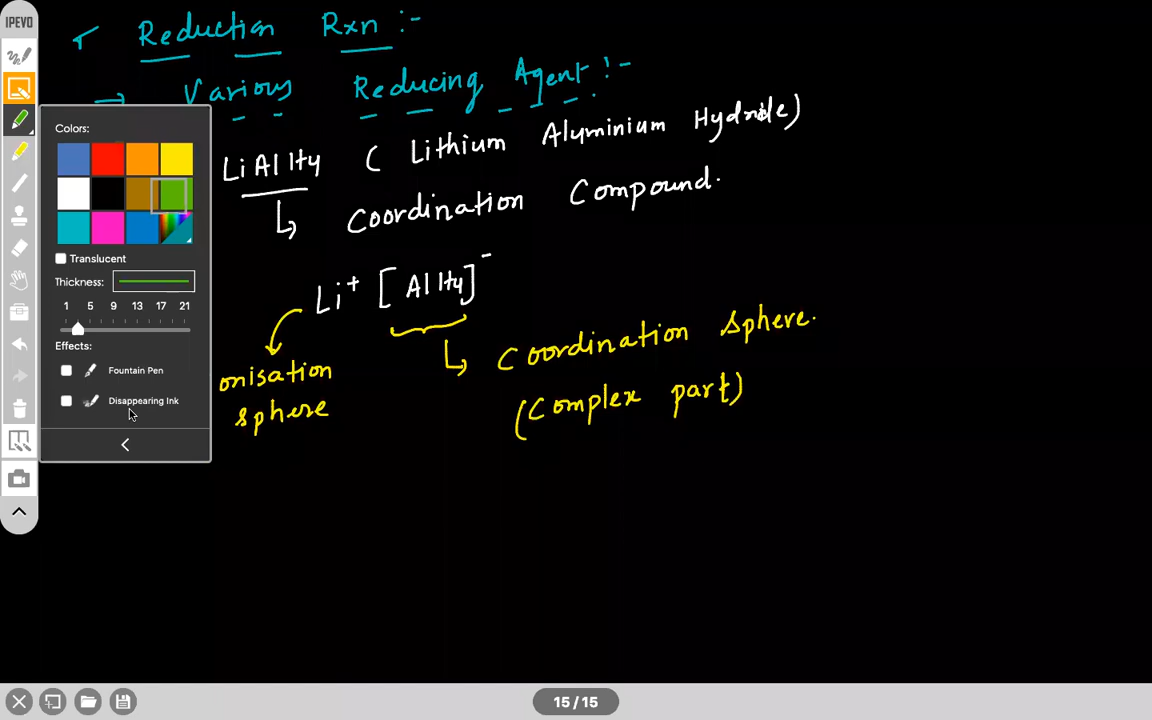 IPEVO
Reduction Rxn :-
→ Various Reducing Agent :-
LiAlH4 ( Lithium Aluminium Hydride)
↳ Coordination Compound.
Li+ [AlH4]-
onisation sphere
↳ Coordination sphere.
(Complex part)
Colors:
Translucent
Thickness:
1 5 9 13 17 21
Effects:
Fountain Pen
Disappearing Ink
15 / 15